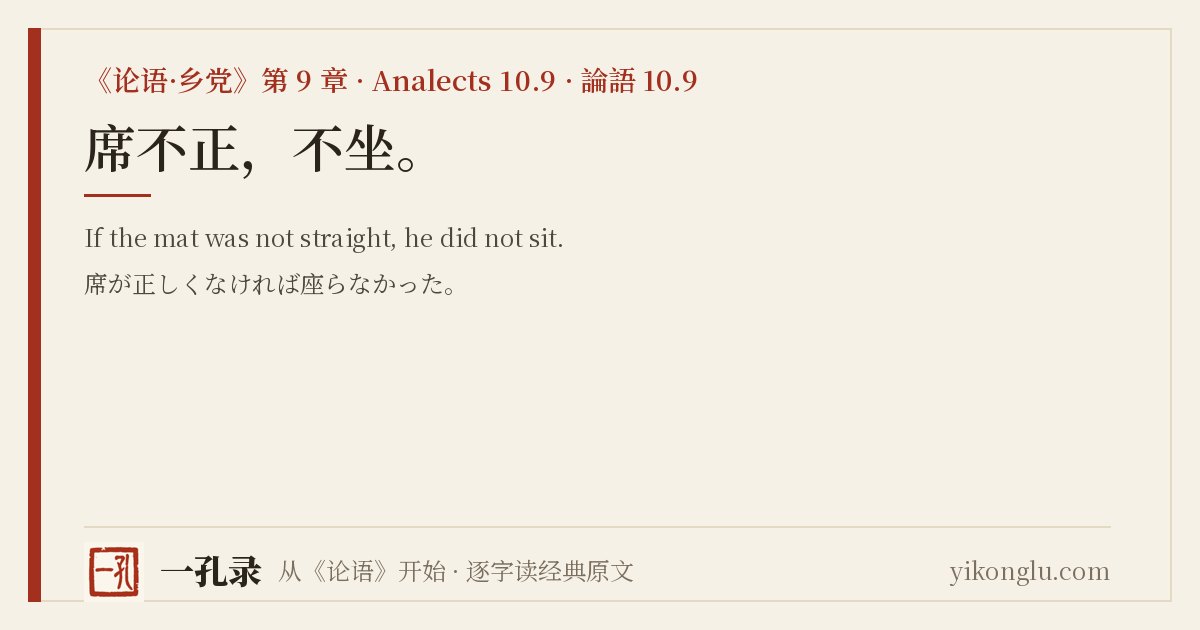 《论语·乡党》第 9 章 · Analects 10.9 · 論語 10.9
席不正，不坐。
If the mat was not straight, he did not sit.
席が正しくなければ座らなかった。
一孔
一孔录 从《论语》开始 · 逐字读经典原文 yikonglu.com